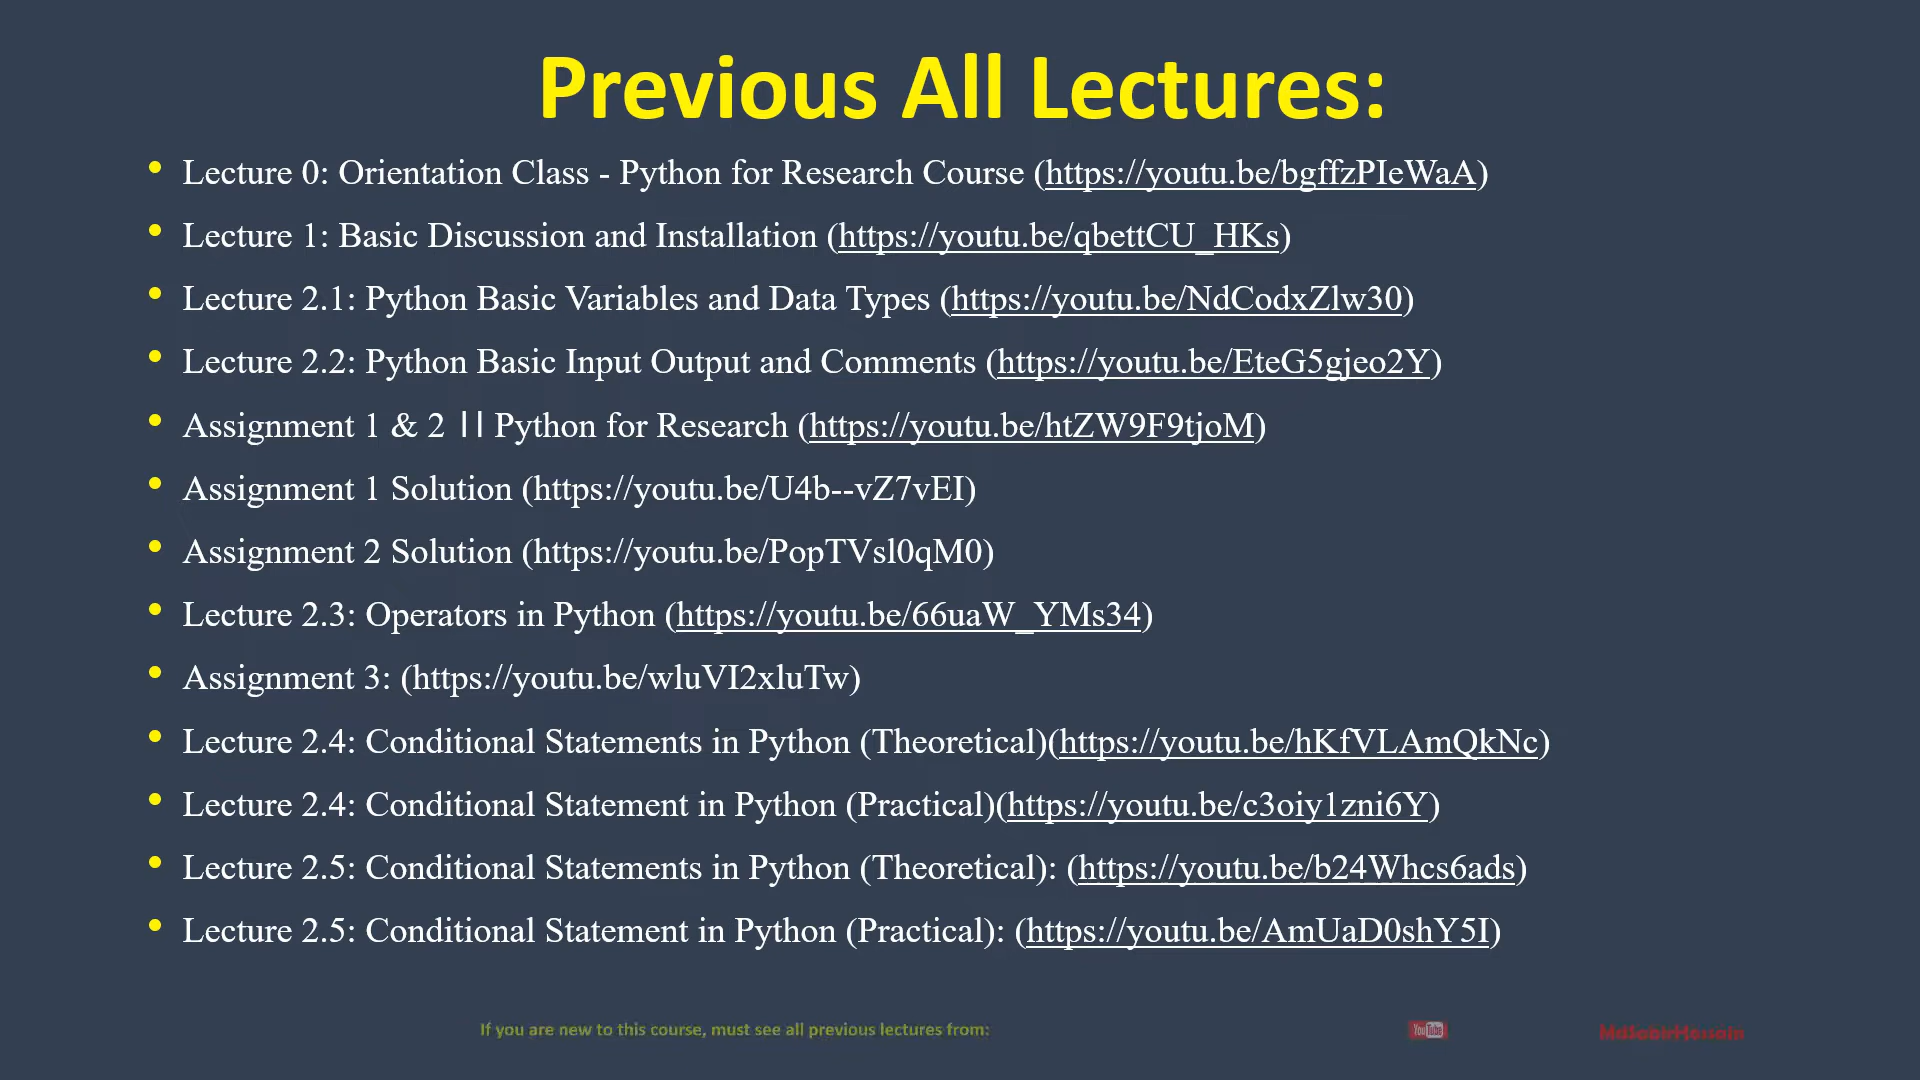 Previous All Lectures:
• Lecture 0: Orientation Class - Python for Research Course (https://youtu.be/bgffzPIeWaA)
• Lecture 1: Basic Discussion and Installation (https://youtu.be/qbettCU_HKs)
• Lecture 2.1: Python Basic Variables and Data Types (https://youtu.be/NdCodxZlw30)
• Lecture 2.2: Python Basic Input Output and Comments (https://youtu.be/EteG5gjeo2Y)
• Assignment 1 & 2 || Python for Research (https://youtu.be/htZW9F9tjoM)
• Assignment 1 Solution (https://youtu.be/U4b--vZ7vEI)
• Assignment 2 Solution (https://youtu.be/PopTVsl0qM0)
• Lecture 2.3: Operators in Python (https://youtu.be/66uaW_YMs34)
• Assignment 3: (https://youtu.be/wluVI2xluTw)
• Lecture 2.4: Conditional Statements in Python (Theoretical)(https://youtu.be/hKfVLAmQkNc)
• Lecture 2.4: Conditional Statement in Python (Practical)(https://youtu.be/c3oiy1zni6Y)
• Lecture 2.5: Conditional Statements in Python (Theoretical): (https://youtu.be/b24Whcs6ads)
• Lecture 2.5: Conditional Statement in Python (Practical): (https://youtu.be/AmUaD0shY5I)
If you are new to this course, must see all previous lectures from: YouTube MdSabirHossain